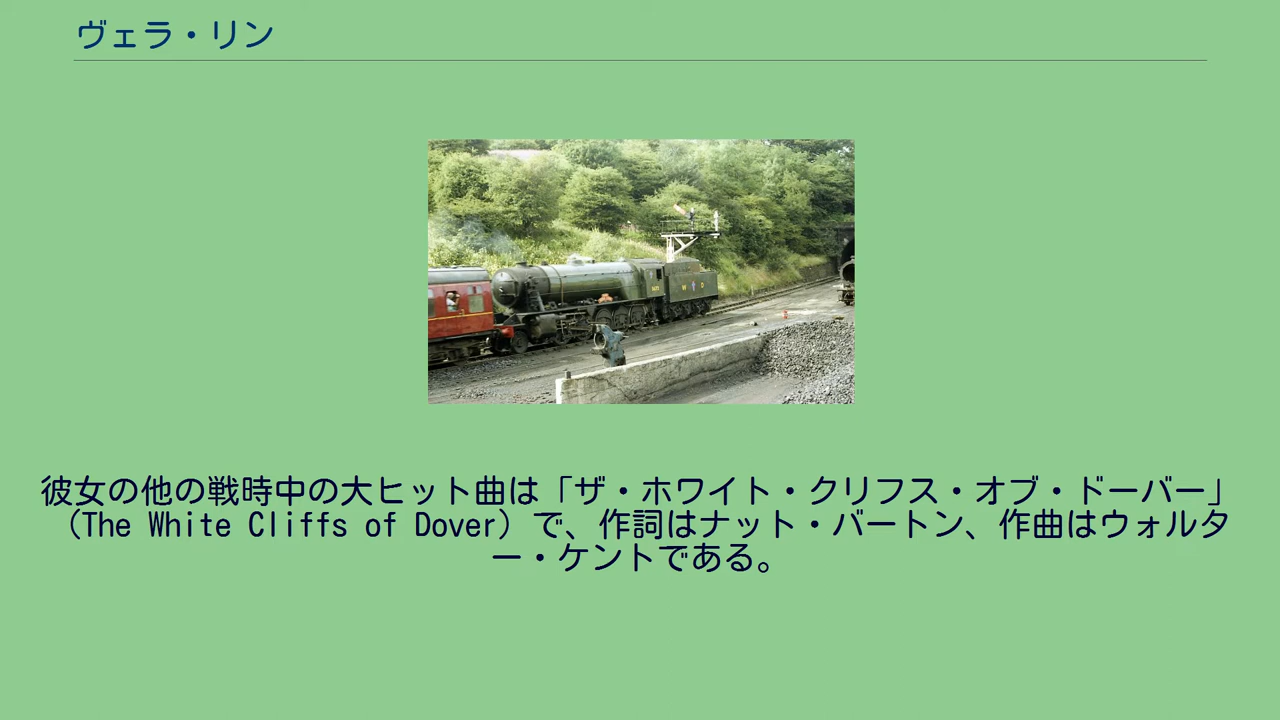 ヴェラ・リン
彼女の他の戦時中の大ヒット曲は「ザ・ホワイト・クリフス・オブ・ドーバー」
（The White Cliffs of Dover）で、作詞はナット・バートン、作曲はウォルタ
ー・ケントである。